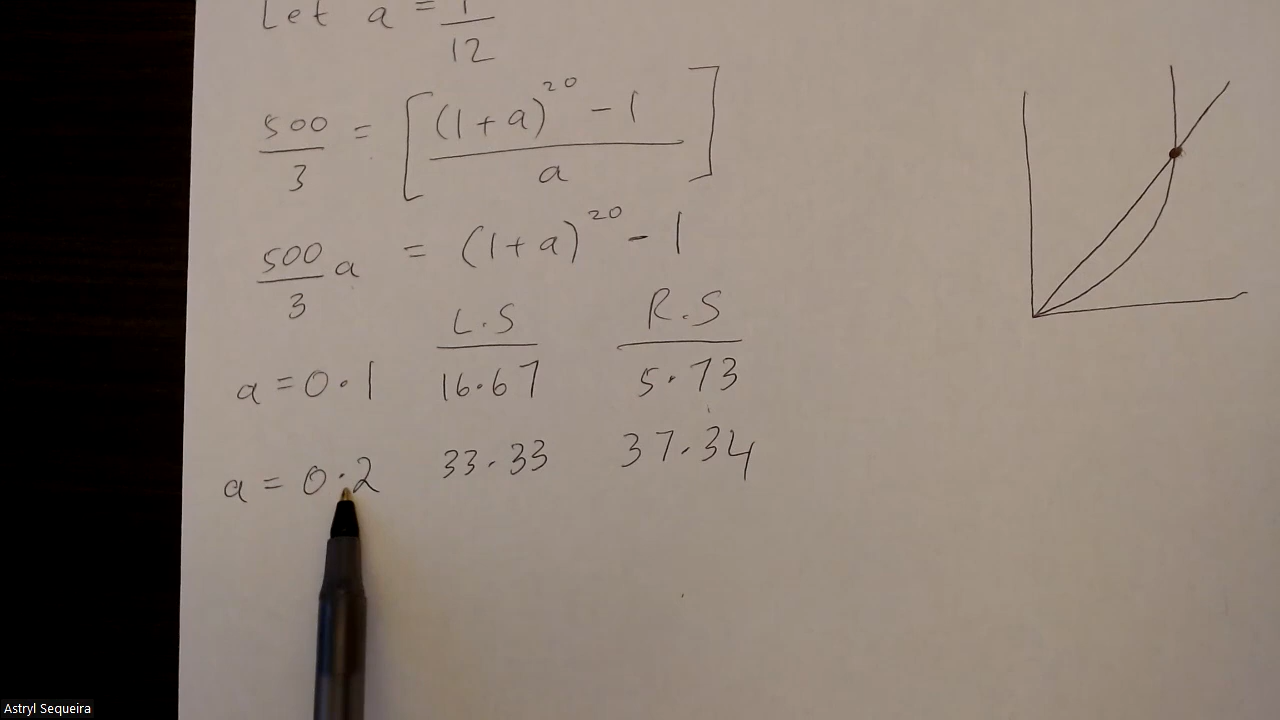 Let a = 1/12
500/3 = [((1+a)^20 - 1)/a]
500/3 a = (1+a)^20 - 1
L.S R.S
a = 0.1 16.67 5.73
a = 0.2 33.33 37.34
Astryl Sequeira